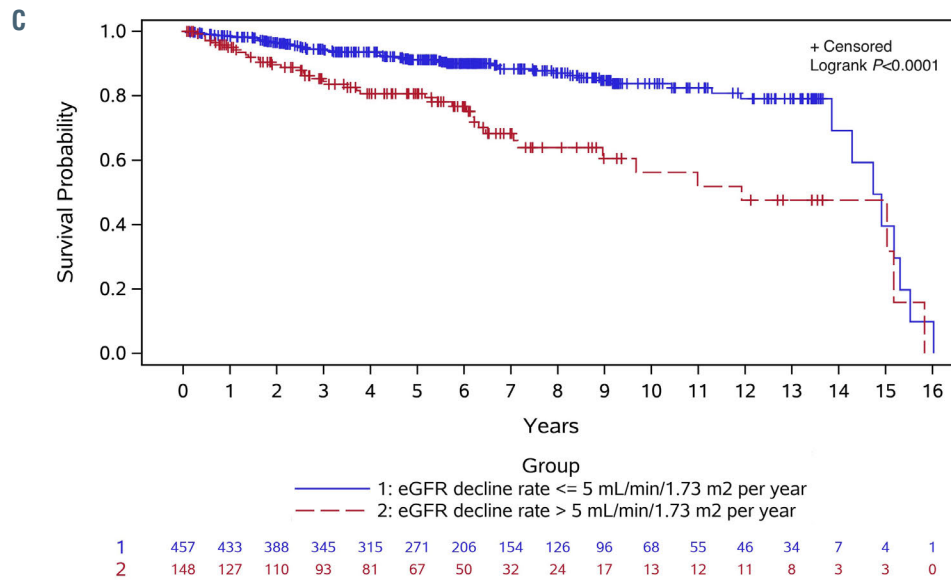 C
+ Censored
Logrank P<0.0001
Survival Probability
1.0
0.8
0.6
0.4
0.2
0.0
0 1 2 3 4 5 6 7 8 9 10 11 12 13 14 15 16
Years
Group
1: eGFR decline rate <= 5 mL/min/1.73 m2 per year
2: eGFR decline rate > 5 mL/min/1.73 m2 per year
1 457 433 388 345 315 271 206 154 126 96 68 55 46 34 7 4 1
2 148 127 110 93 81 67 50 32 24 17 13 12 11 8 3 3 0